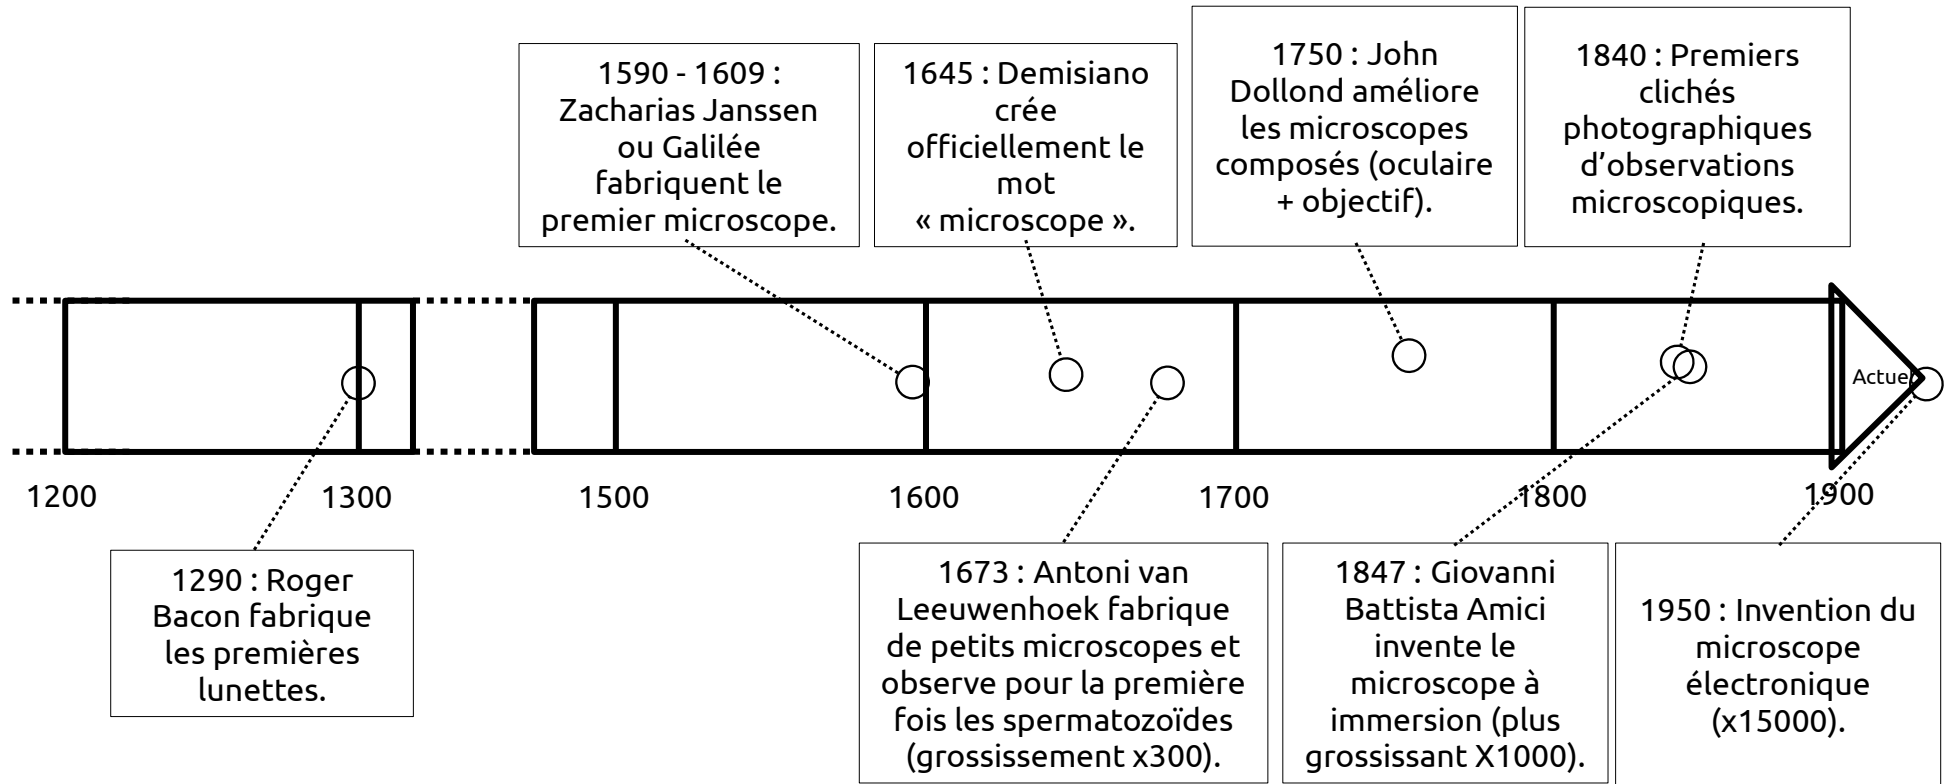 1590 - 1609 :
Zacharias Janssen
ou Galilée
fabriquent le
premier microscope.
1645 : Demisiano
crée
officiellement le
mot
« microscope ».
1750 : John
Dollond améliore
les microscopes
composés (oculaire
+ objectif).
1840 : Premiers
clichés
photographiques
d’observations
microscopiques.
Actuel
1200
1300
1500
1600
1700
1800
1900
1290 : Roger
Bacon fabrique
les premières
lunettes.
1673 : Antoni van
Leeuwenhoek fabrique
de petits microscopes et
observe pour la première
fois les spermatozoïdes
(grossissement x300).
1847 : Giovanni
Battista Amici
invente le
microscope à
immersion (plus
grossissant X1000).
1950 : Invention du
microscope
électronique
(x15000).